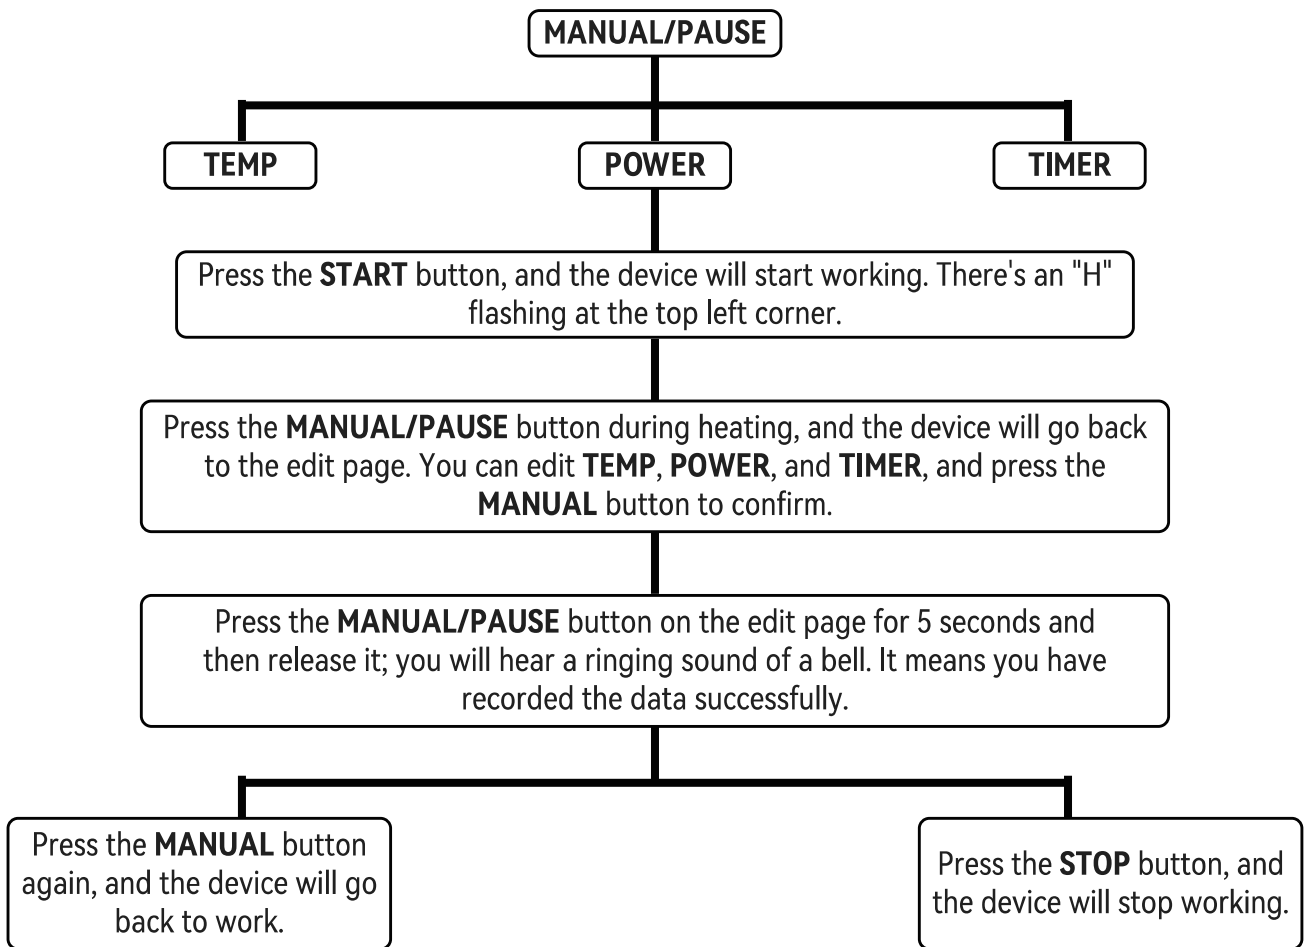 MANUAL/PAUSE
TEMP
POWER
TIMER
Press the START button, and the device will start working. There's an "H"
flashing at the top left corner.
Press the MANUAL/PAUSE button during heating, and the device will go back
to the edit page. You can edit TEMP, POWER, and TIMER, and press the
MANUAL button to confirm.
Press the MANUAL/PAUSE button on the edit page for 5 seconds and
then release it; you will hear a ringing sound of a bell. It means you have
recorded the data successfully.
Press the MANUAL button
again, and the device will go
back to work.
Press the STOP button, and
the device will stop working.